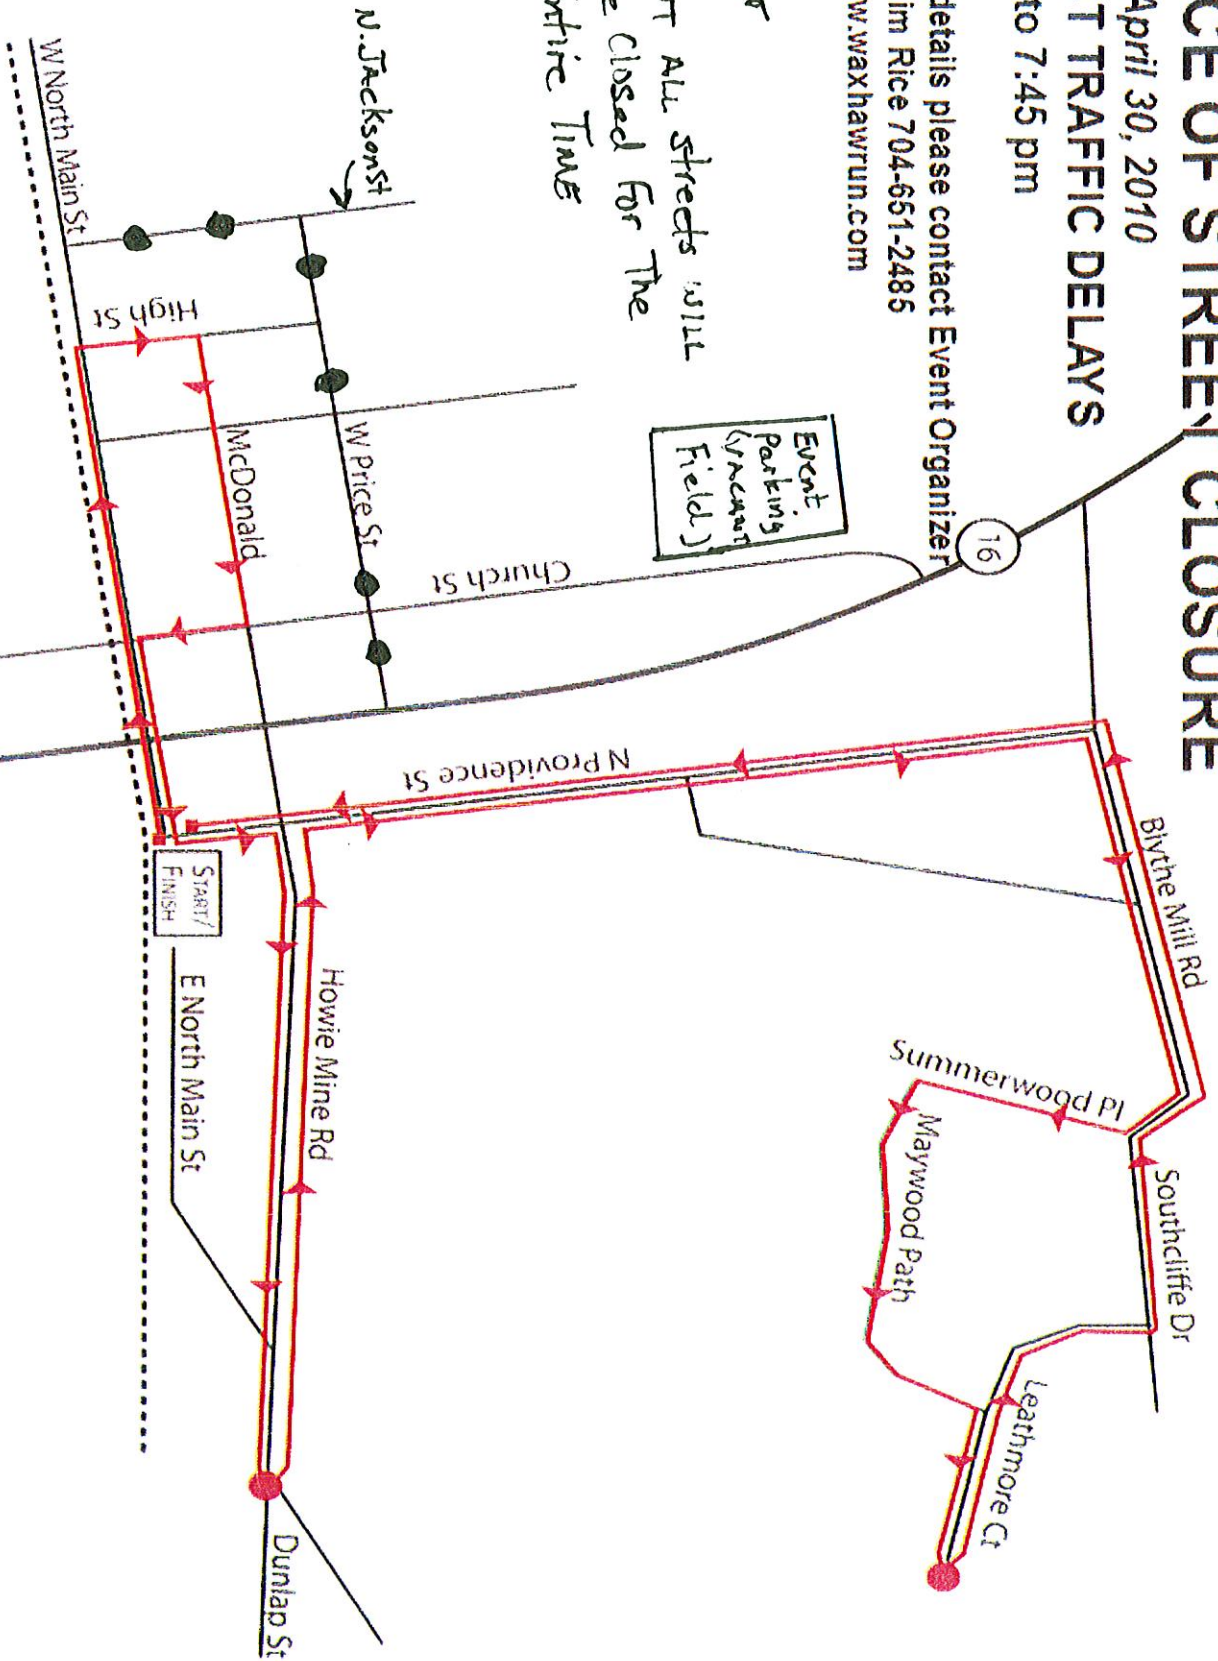 CE OF STREET CLOSURE
April 30, 2010
T TRAFFIC DELAYS
to 7:45 pm
details please contact Event Organizer
im Rice 704-651-2485
w.waxhawrun.com
T ALL streets WILL
e Closed For The
ntire TIME
Event
Parking
(VACANT
Field)
16
N. Jackson St
W North Main St
High St
McDonald
W Price St
Church St
N Providence St
Blythe Mill Rd
Summerwood Pl
Maywood Path
Southcliffe Dr
Leathmore Ct
START/
FINISH
Howie Mine Rd
E North Main St
Dunlap St